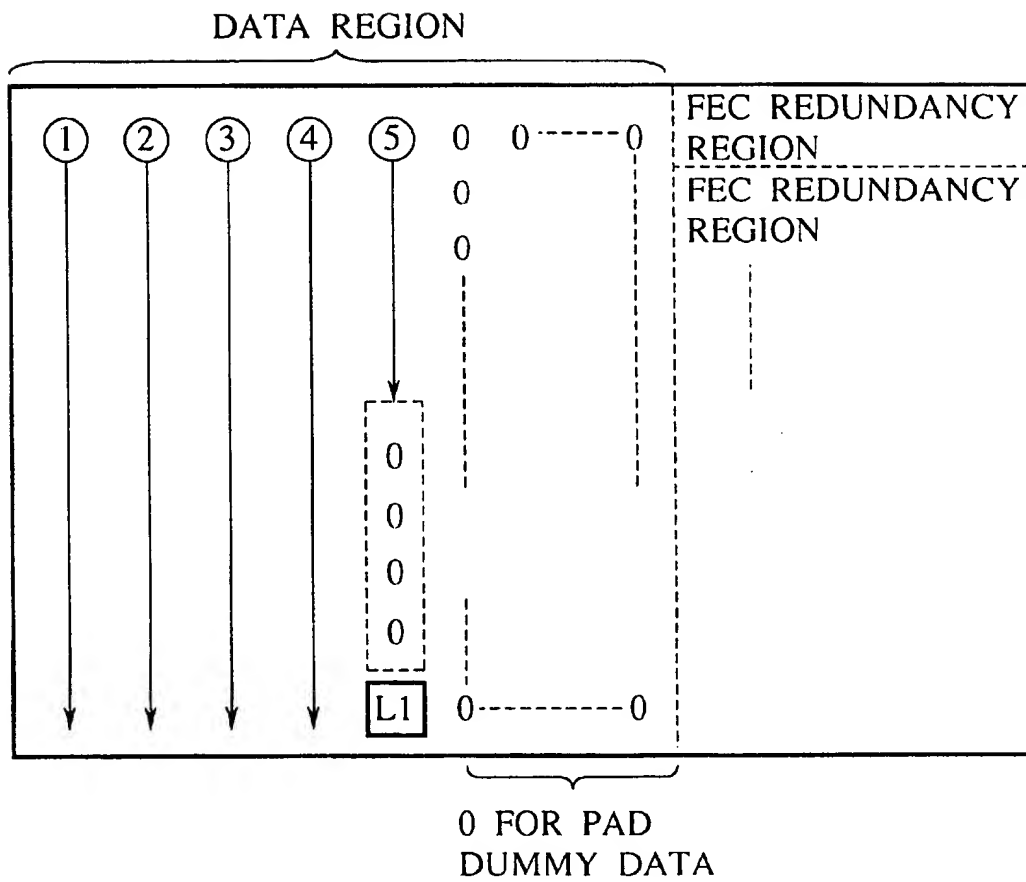 DATA REGION
① ② ③ ④ ⑤ 0 0 0
FEC REDUNDANCY
REGION
0
FEC REDUNDANCY
REGION
0
0
0
0
0
L1 0 0
0 FOR PAD
DUMMY DATA